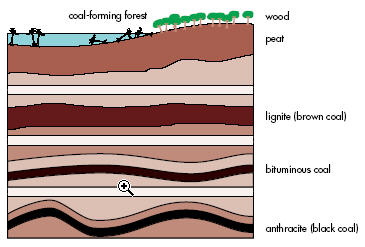 coal-forming forest
wood
peat
lignite (brown coal)
bituminous coal
anthracite (black coal)